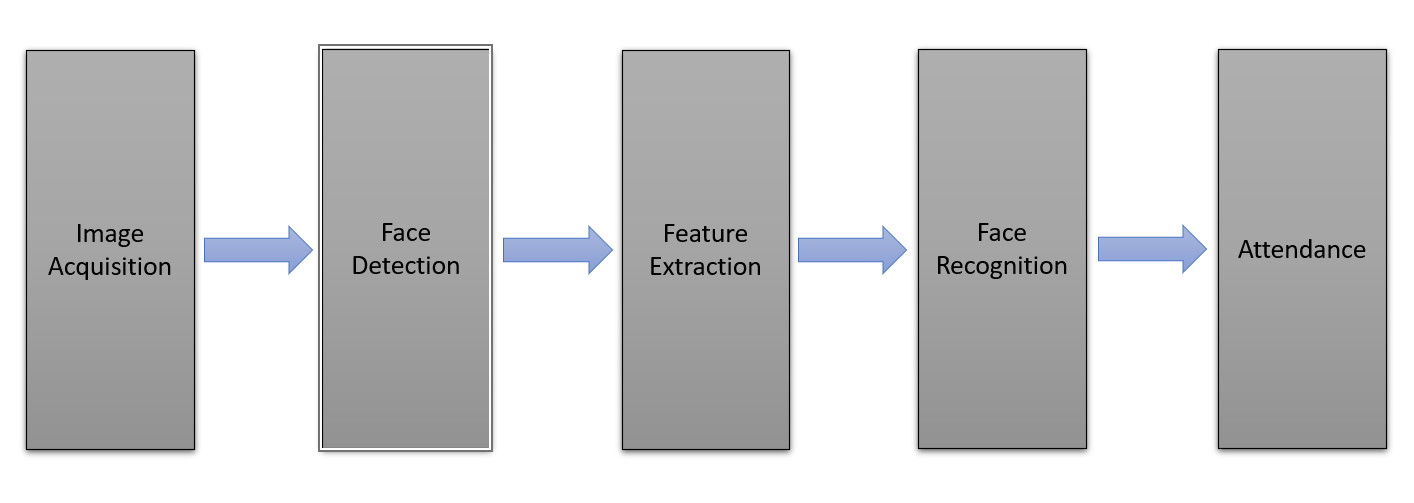 Image
Acquisition
Face
Detection
Feature
Extraction
Face
Recognition
Attendance